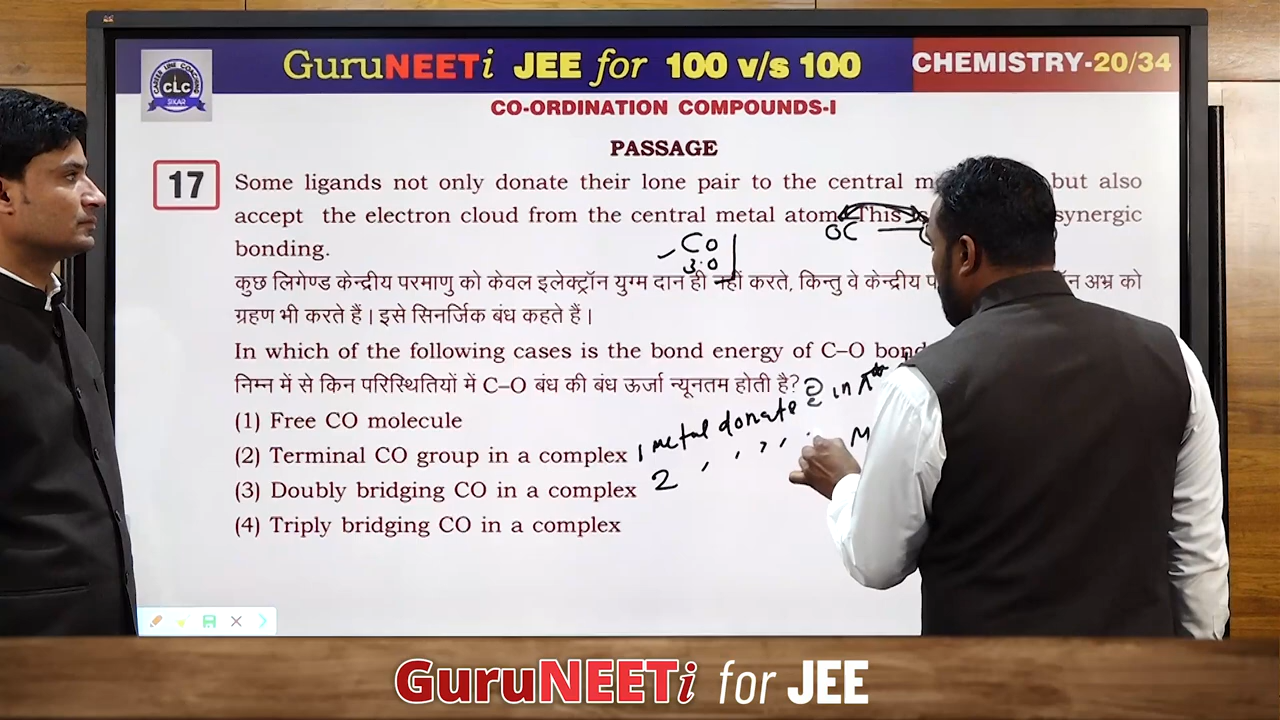 GuruNEETi JEE for 100 v/s 100
CHEMISTRY-20/34
CLC
SIKAR
CO-ORDINATION COMPOUNDS-I
PASSAGE
17
Some ligands not only donate their lone pair to the central but also
accept the electron cloud from the central metal atom. This synergic
bonding.
OC
CO
3.0
कुछ लिगेण्ड केन्द्रीय परमाणु को केवल इलेक्ट्रॉन युग्म दान ही नहीं करते, किन्तु वे केन्द्रीय अभ्र को
ग्रहण भी करते हैं। इसे सिनर्जिक बंध कहते हैं।
In which of the following cases is the bond energy of C–O bond
निम्न में से किन परिस्थितियों में C–O बंध की बंध ऊर्जा न्यूनतम होती है?
(1) Free CO molecule
(2) Terminal CO group in a complex
1 metal donate e in π*
(3) Doubly bridging CO in a complex
2 , , , , M
(4) Triply bridging CO in a complex
GuruNEETi for JEE